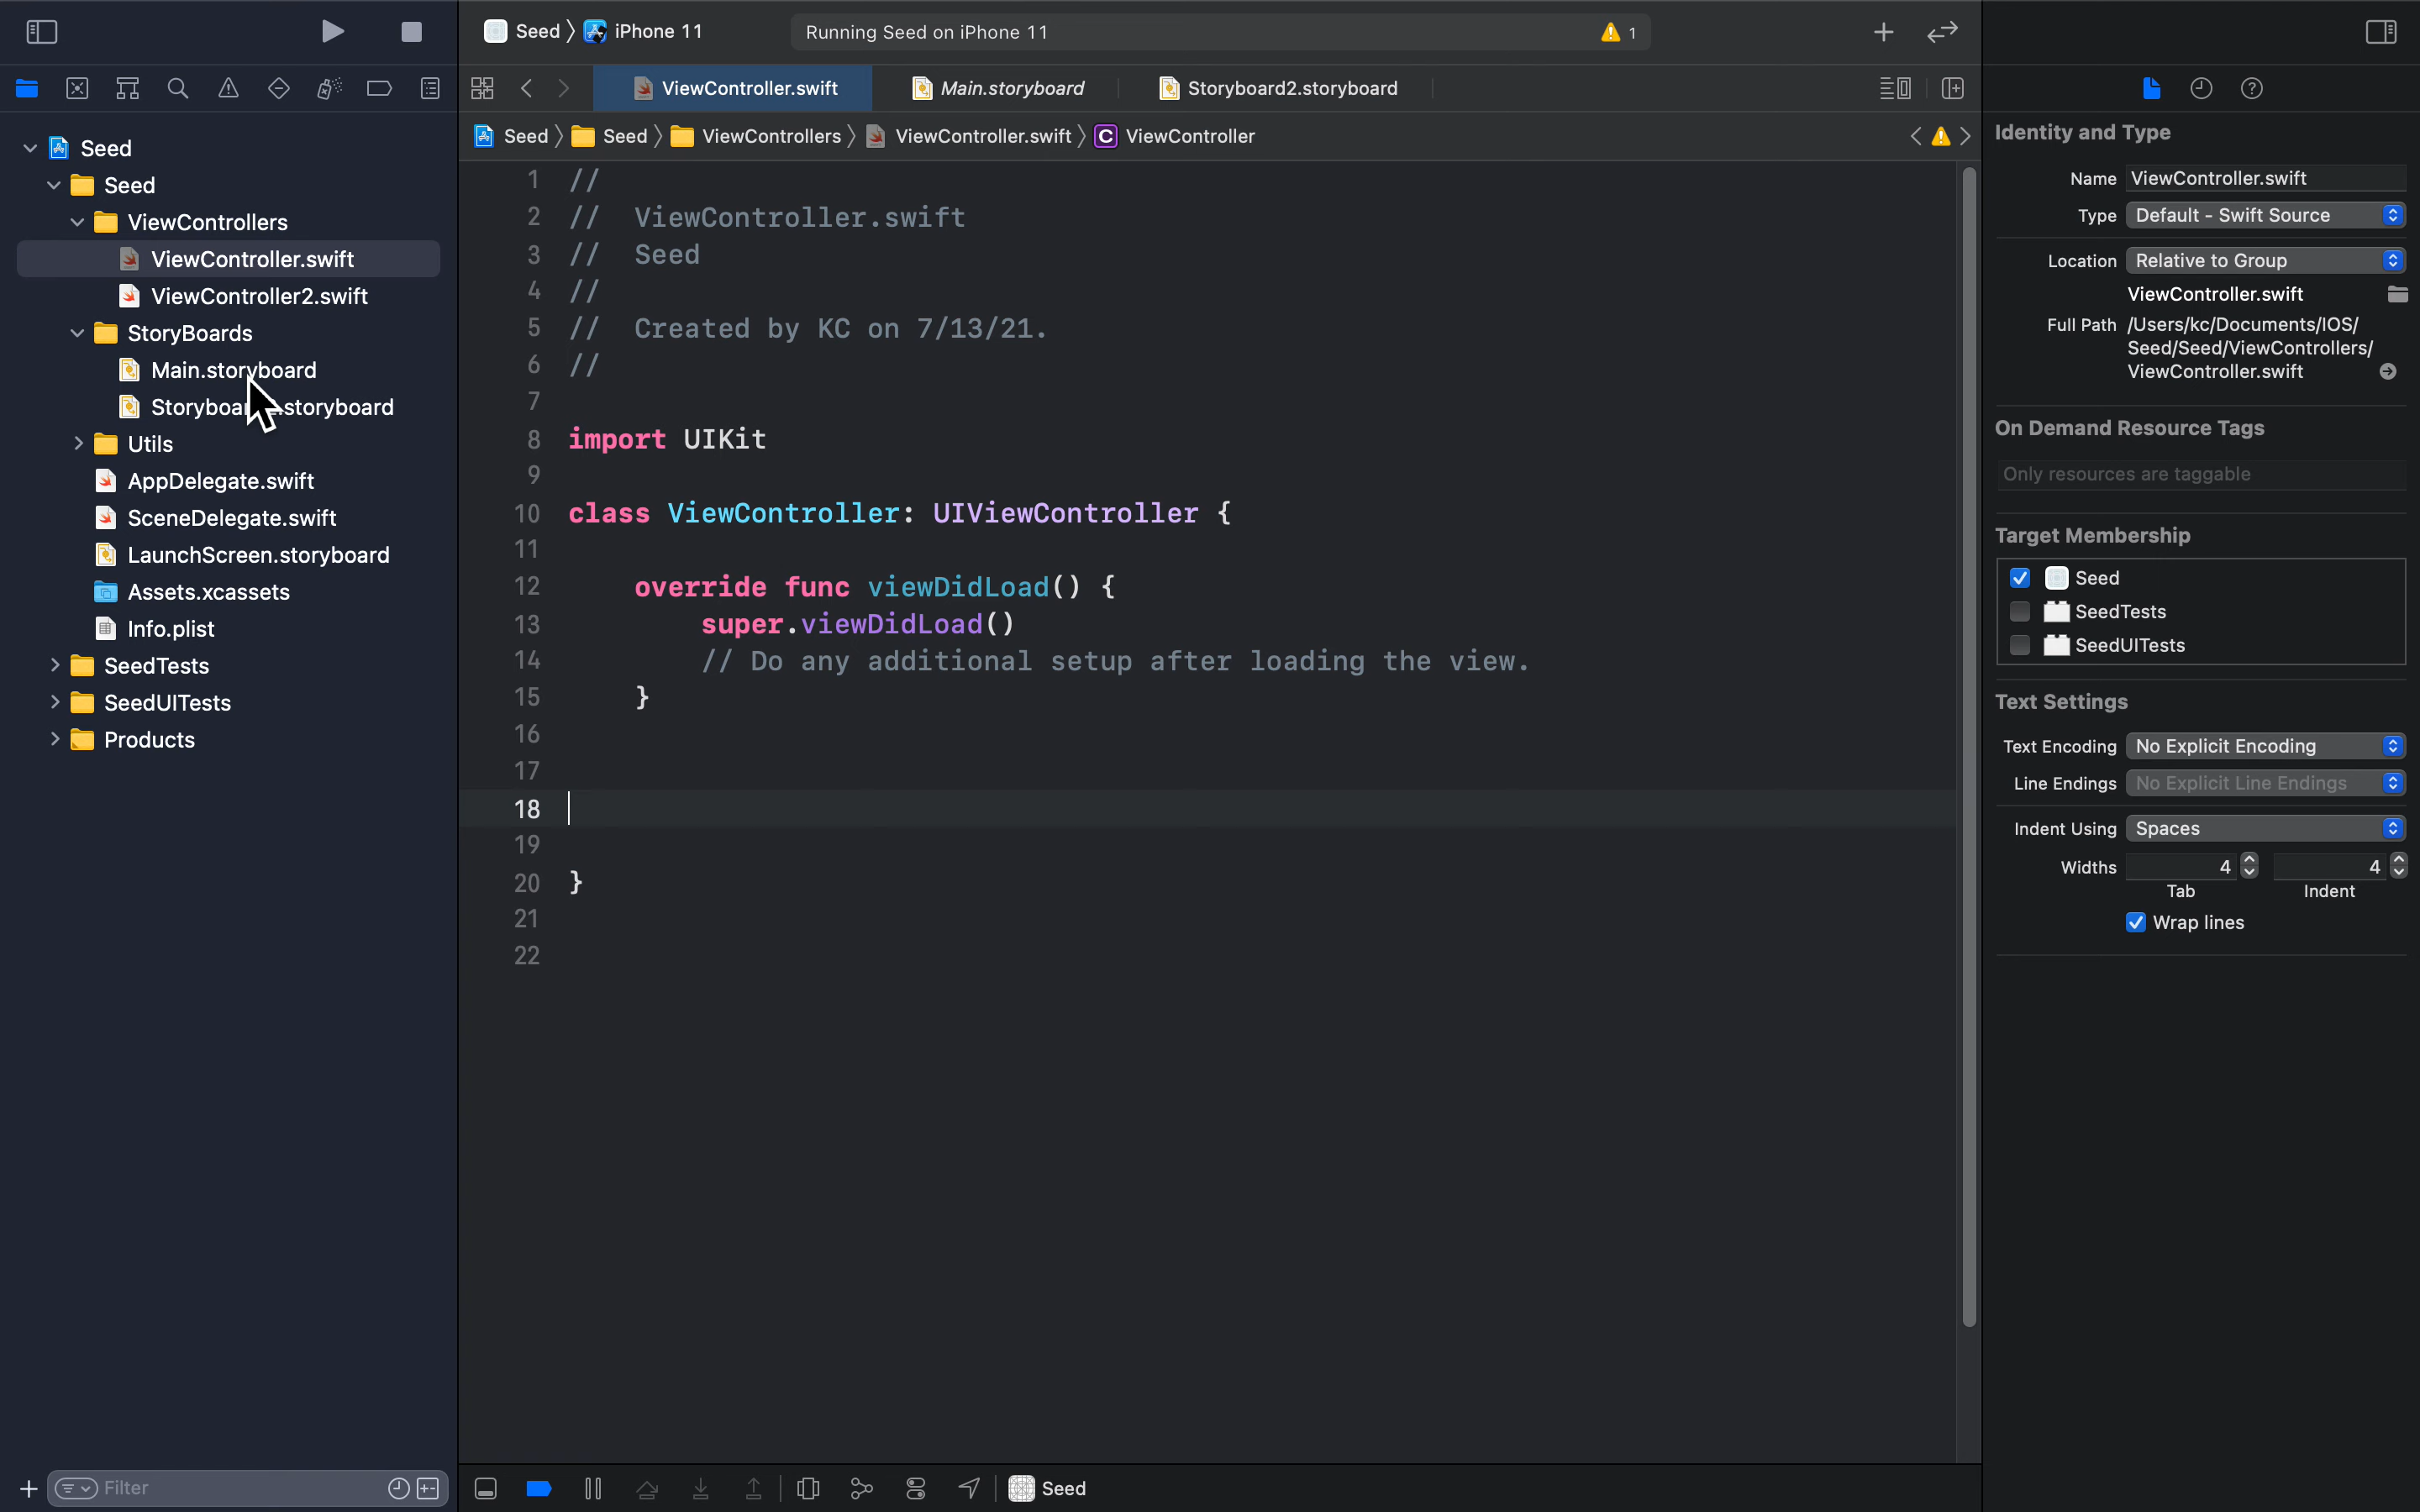 Seed
iPhone 11
Running Seed on iPhone 11
1
ViewController.swift
Main.storyboard
Storyboard2.storyboard
Seed
Seed
ViewControllers
ViewController.swift
C
ViewController
Seed
Seed
ViewControllers
ViewController.swift
ViewController2.swift
StoryBoards
Main.storyboard
.storyboard
Utils
AppDelegate.swift
SceneDelegate.swift
LaunchScreen.storyboard
Assets.xcassets
Info.plist
SeedTests
SeedUITests
Products
Filter
1 //
2 // ViewController.swift
3 // Seed
4 //
5 // Created by KC on 7/13/21.
6 //
7
8 import UIKit
9
10 class ViewController: UIViewController {
11
12 override func viewDidLoad() {
13 super.viewDidLoad()
14 // Do any additional setup after loading the view.
15 }
16
17
18
19
20 }
21
22
Seed
Identity and Type
Name ViewController.swift
Type Default - Swift Source
Location Relative to Group
ViewController.swift
Full Path /Users/kc/Documents/IOS/
Seed/Seed/ViewControllers/
ViewController.swift
On Demand Resource Tags
Only resources are taggable
Target Membership
Seed
SeedTests
SeedUITests
Text Settings
Text Encoding No Explicit Encoding
Line Endings No Explicit Line Endings
Indent Using Spaces
Widths 4 4
Tab Indent
Wrap lines